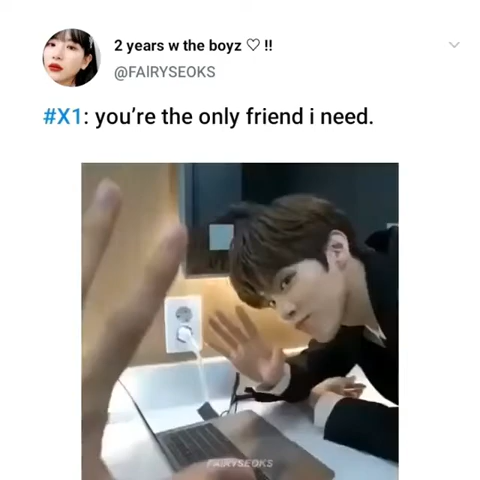 2 years w the boyz ♡ !!
@FAIRYSEOKS
#X1: you’re the only friend i need.
FAIRYSEOKS